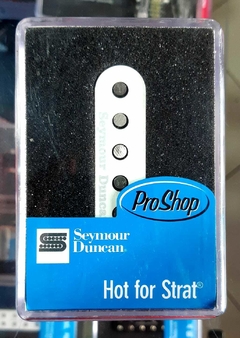 Seymour Duncan
ProShop
Seymour
Duncan®
Hot for Strat®